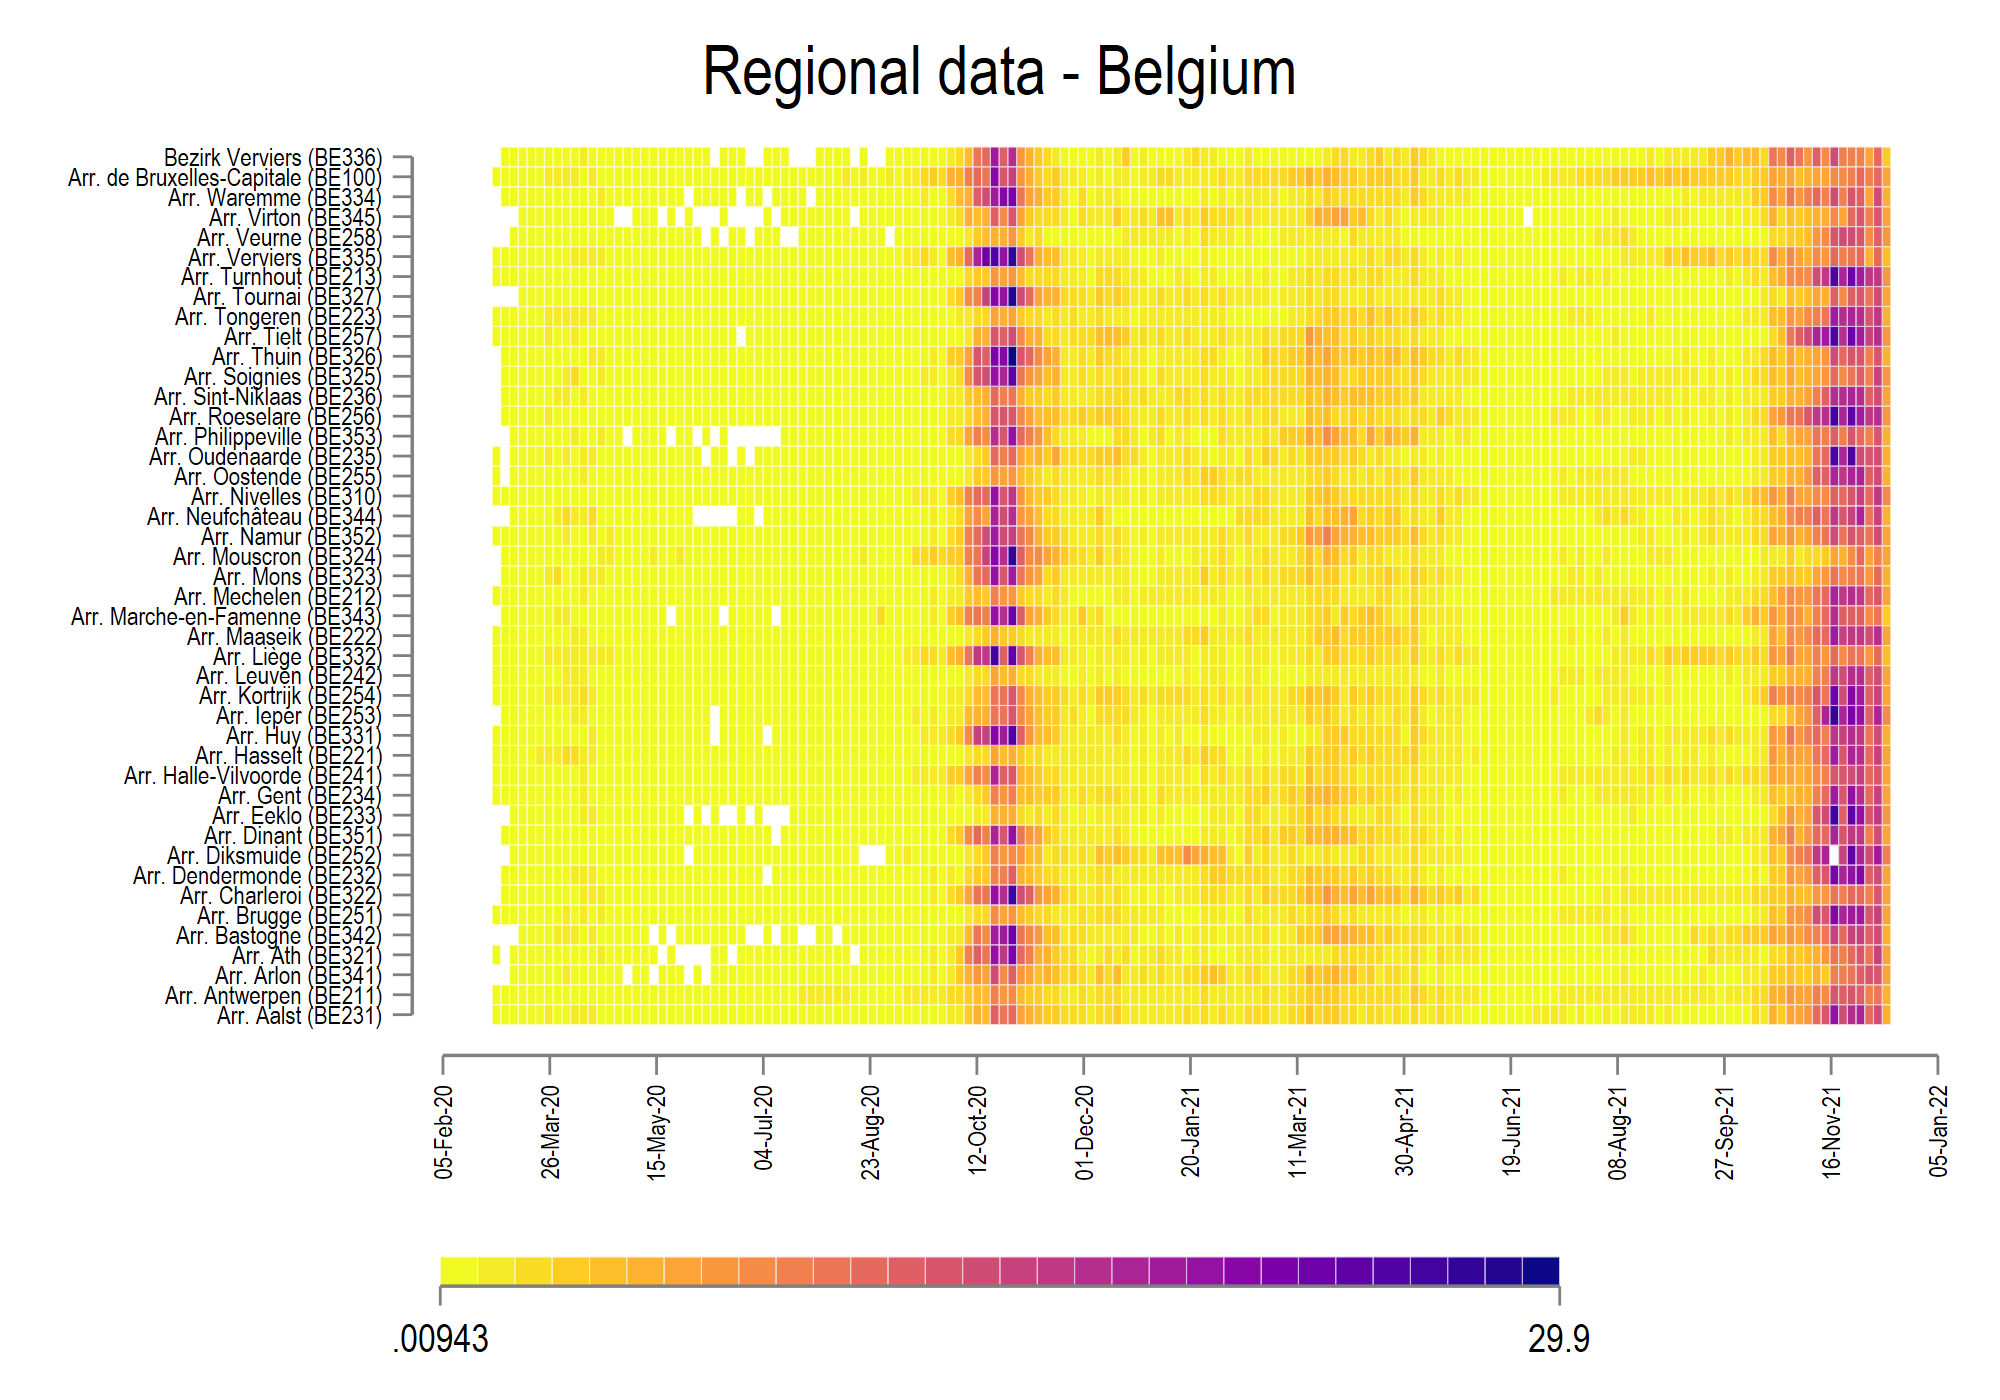 Regional data - Belgium
Bezirk Verviers (BE336)
Arr. de Bruxelles-Capitale (BE100)
Arr. Waremme (BE334)
Arr. Virton (BE345)
Arr. Veurne (BE258)
Arr. Verviers (BE335)
Arr. Turnhout (BE213)
Arr. Tournai (BE327)
Arr. Tongeren (BE223)
Arr. Tielt (BE257)
Arr. Thuin (BE326)
Arr. Soignies (BE325)
Arr. Sint-Niklaas (BE236)
Arr. Roeselare (BE256)
Arr. Philippeville (BE353)
Arr. Oudenaarde (BE235)
Arr. Oostende (BE255)
Arr. Nivelles (BE310)
Arr. Neufchâteau (BE344)
Arr. Namur (BE352)
Arr. Mouscron (BE324)
Arr. Mons (BE323)
Arr. Mechelen (BE212)
Arr. Marche-en-Famenne (BE343)
Arr. Maaseik (BE222)
Arr. Liège (BE332)
Arr. Leuven (BE242)
Arr. Kortrijk (BE254)
Arr. Ieper (BE253)
Arr. Huy (BE331)
Arr. Hasselt (BE221)
Arr. Halle-Vilvoorde (BE241)
Arr. Gent (BE234)
Arr. Eeklo (BE233)
Arr. Dinant (BE351)
Arr. Diksmuide (BE252)
Arr. Dendermonde (BE232)
Arr. Charleroi (BE322)
Arr. Brugge (BE251)
Arr. Bastogne (BE342)
Arr. Ath (BE321)
Arr. Arlon (BE341)
Arr. Antwerpen (BE211)
Arr. Aalst (BE231)
05-Feb-20
26-Mar-20
15-May-20
04-Jul-20
23-Aug-20
12-Oct-20
01-Dec-20
20-Jan-21
11-Mar-21
30-Apr-21
19-Jun-21
08-Aug-21
27-Sep-21
16-Nov-21
05-Jan-22
.00943
29.9